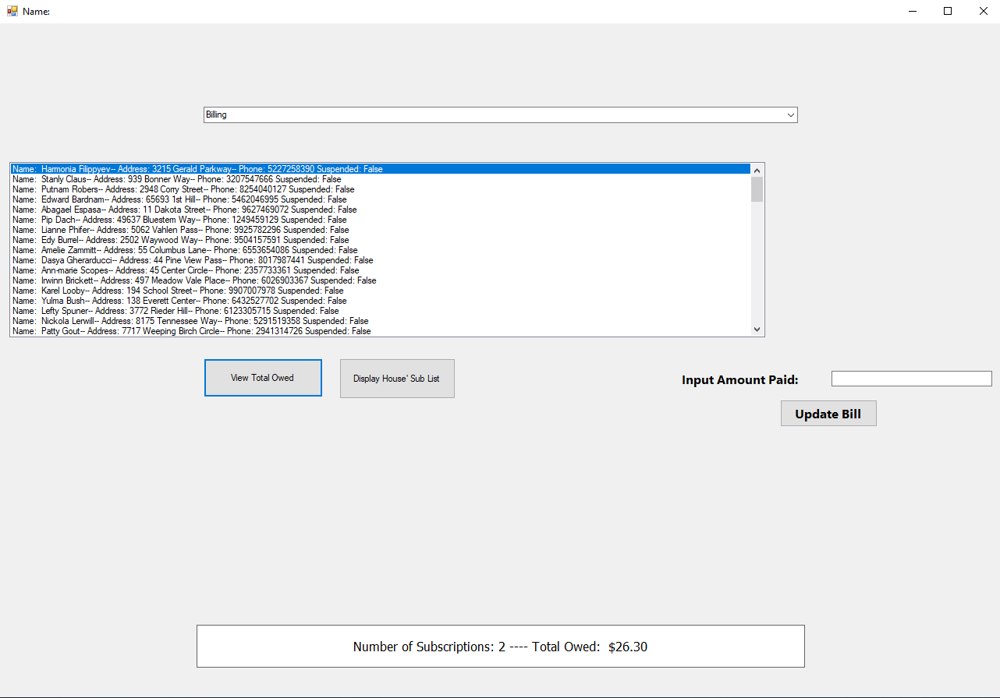 Name:
Billing
Name:  Harmonia Filippyev-- Address: 3215 Gerald Parkway-- Phone: 5227258390 Suspended: False
Name:  Stanly Claus-- Address: 939 Bonner Way-- Phone: 3207547666 Suspended: False
Name:  Putnam Robers-- Address: 2948 Corry Street-- Phone: 8254040127 Suspended: False
Name:  Edward Bardnam-- Address: 65693 1st Hill-- Phone: 5462046995 Suspended: False
Name:  Abagael Espasa-- Address: 11 Dakota Street-- Phone: 9627469072 Suspended: False
Name:  Pip Dach-- Address: 49637 Bluestem Way-- Phone: 1249459129 Suspended: False
Name:  Lianne Phifer-- Address: 5062 Vahlen Pass-- Phone: 9925782296 Suspended: False
Name:  Edy Burrel-- Address: 2502 Waywood Way-- Phone: 9504157591 Suspended: False
Name:  Amelie Zammitt-- Address: 55 Columbus Lane-- Phone: 6553654086 Suspended: False
Name:  Dasya Gherarducci-- Address: 44 Pine View Pass-- Phone: 8017987441 Suspended: False
Name:  Ann-marie Scopes-- Address: 45 Center Circle-- Phone: 2357733361 Suspended: False
Name:  Irwinn Brickett-- Address: 497 Meadow Vale Place-- Phone: 6026903367 Suspended: False
Name:  Karel Looby-- Address: 194 School Street-- Phone: 9907007978 Suspended: False
Name:  Yulma Bush-- Address: 138 Everett Center-- Phone: 6432527702 Suspended: False
Name:  Lefty Spuner-- Address: 3772 Rieder Hill-- Phone: 6123305715 Suspended: False
Name:  Nickola Lerwill-- Address: 8175 Tennessee Way-- Phone: 5291519358 Suspended: False
Name:  Patty Gout-- Address: 7717 Weeping Birch Circle-- Phone: 2941314726 Suspended: False
View Total Owed
Display House' Sub List
Input Amount Paid:
Update Bill
Number of Subscriptions: 2 ---- Total Owed:  $26.30